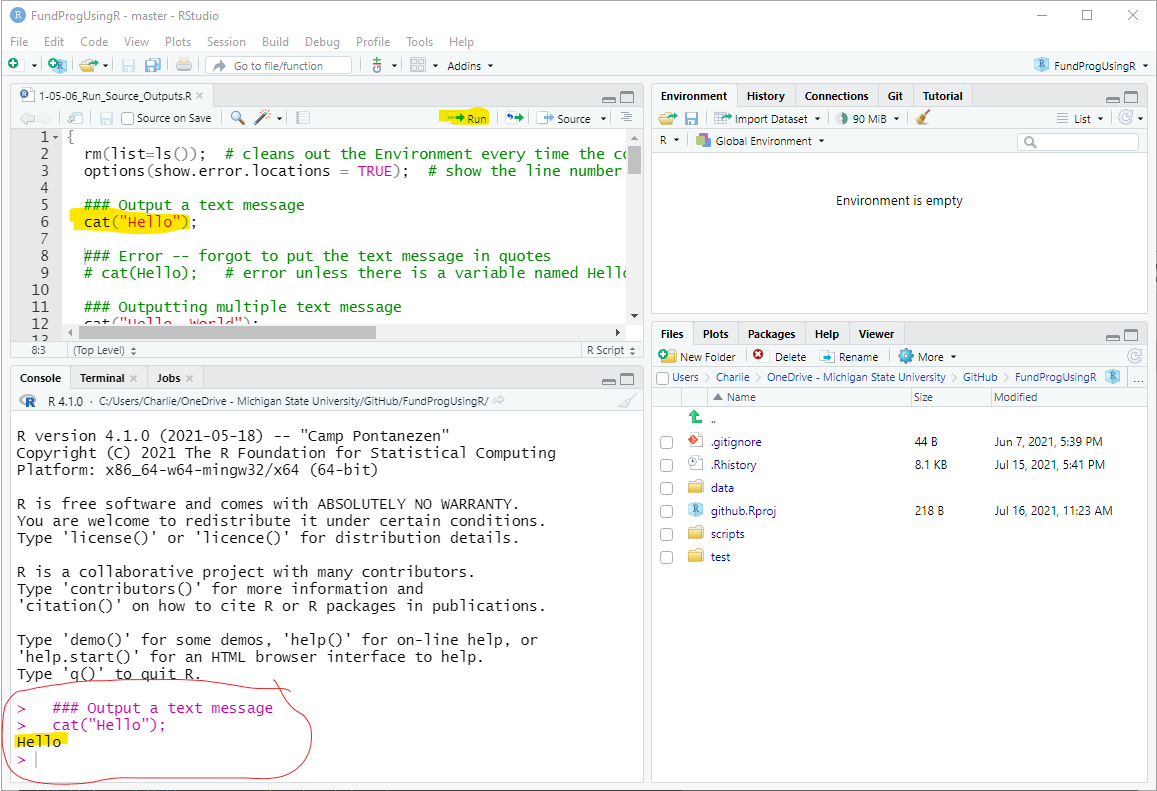 FundProgUsingR - master - RStudio
File Edit Code View Plots Session Build Debug Profile Tools Help
Go to file/function Addins FundProgUsingR
1-05-06_Run_Source_Outputs.R
Source on Save Run Source
1 {
2 rm(list=ls());  # cleans out the Environment every time the co
3 options(show.error.locations = TRUE);  # show the line number
4
5 ### Output a text message
6 cat("Hello");
7
8 ### Error -- forgot to put the text message in quotes
9 # cat(Hello);   # error unless there is a variable named Hello
10
11 ### Outputting multiple text message
12 cat("Hello, World");
13
8:3 (Top Level) R Script
Console Terminal Jobs
R 4.1.0 · C:/Users/Charlie/OneDrive - Michigan State University/GitHub/FundProgUsingR/
R version 4.1.0 (2021-05-18) -- "Camp Pontanezen"
Copyright (C) 2021 The R Foundation for Statistical Computing
Platform: x86_64-w64-mingw32/x64 (64-bit)
R is free software and comes with ABSOLUTELY NO WARRANTY.
You are welcome to redistribute it under certain conditions.
Type 'license()' or 'licence()' for distribution details.
R is a collaborative project with many contributors.
Type 'contributors()' for more information and
'citation()' on how to cite R or R packages in publications.
Type 'demo()' for some demos, 'help()' for on-line help, or
'help.start()' for an HTML browser interface to help.
Type 'q()' to quit R.
>   ### Output a text message
>   cat("Hello");
Hello
>
Environment History Connections Git Tutorial
Import Dataset 90 MiB List
R Global Environment
Environment is empty
Files Plots Packages Help Viewer
New Folder Delete Rename More
Users Charlie OneDrive - Michigan State University GitHub FundProgUsingR ...
Name Size Modified
..
.gitignore 44 B Jun 7, 2021, 5:39 PM
.Rhistory 8.1 KB Jul 15, 2021, 5:41 PM
data
github.Rproj 218 B Jul 16, 2021, 11:23 AM
scripts
test